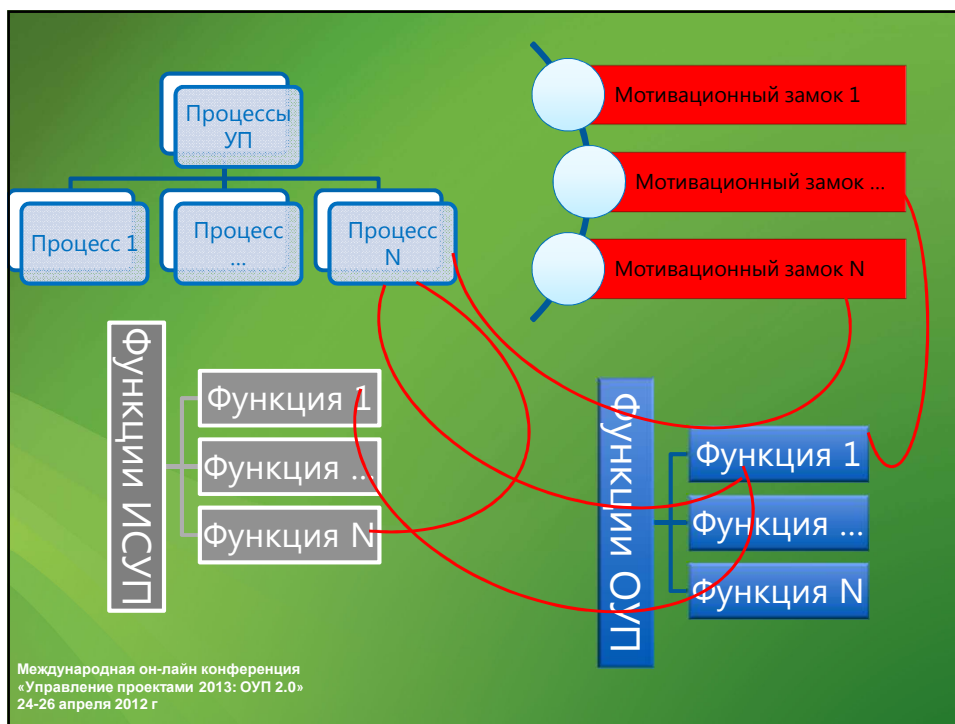 Процессы
УП
Процесс 1
Процесс
...
Процесс
N
Мотивационный замок 1
Мотивационный замок ...
Мотивационный замок N
Функции ИСУП
Функция 1
Функция ...
Функция N
Функции ОУП
Функция 1
Функция ...
Функция N
Международная он-лайн конференция
«Управление проектами 2013: ОУП 2.0»
24-26 апреля 2012 г